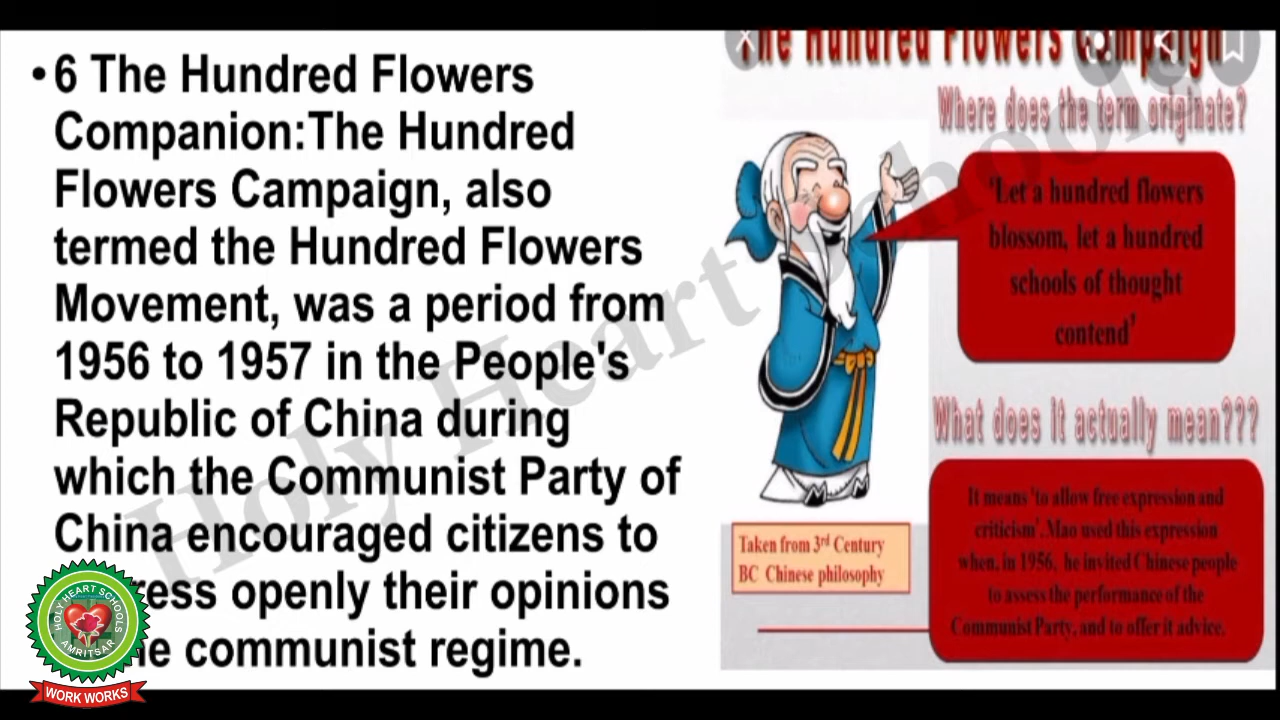 • 6 The Hundred Flowers
Companion:The Hundred
Flowers Campaign, also
termed the Hundred Flowers
Movement, was a period from
1956 to 1957 in the People's
Republic of China during
which the Communist Party of
China encouraged citizens to
ress openly their opinions
e communist regime.
The Hundred Flowers Campaign
Where does the term originate?
'Let a hundred flowers
blossom, let a hundred
schools of thought
contend'
What does it actually mean???
It means 'to allow free expression and
criticism'. Mao used this expression
when, in 1956, he invited Chinese people
to assess the performance of the
Communist Party, and to offer it advice.
Taken from 3rd Century
BC Chinese philosophy
Holy Heart Schools
HOLY HEART SCHOOLS
AMRITSAR
WORK WORKS